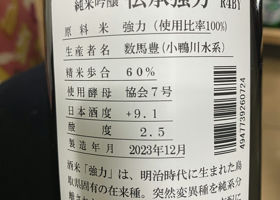 純米吟醸 伝承強力 R4BY
原料米 強力(使用比率100%)
生産者名 数馬豊(小鴨川水系)
精米歩合 60%
使用酵母 協会7号
日本酒度 +9.1
酸度 2.5
製造年月 2023年12月
酒米「強力」は、明治時代に生まれた鳥
取県固有の在来種。突然変異種を純系分
4947739260724